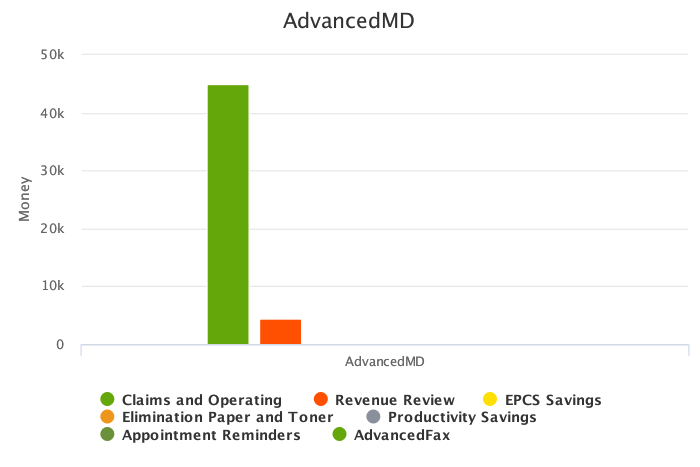 AdvancedMD
50k
40k
30k
20k
10k
0
Money
AdvancedMD
Claims and Operating Revenue Review EPCS Savings
Elimination Paper and Toner Productivity Savings
Appointment Reminders AdvancedFax